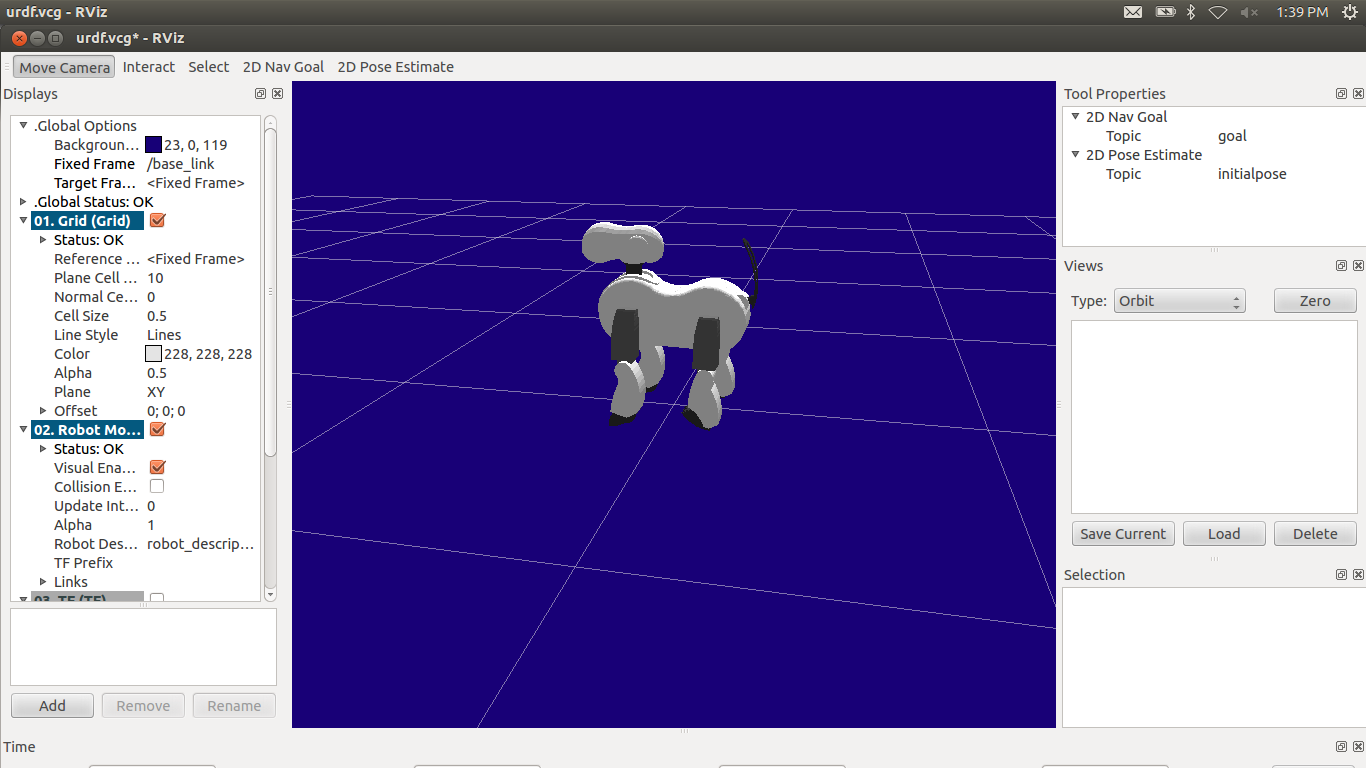 urdf.vcg - RViz
1:39 PM
urdf.vcg* - RViz
Move Camera Interact Select 2D Nav Goal 2D Pose Estimate
Displays
.Global Options
Backgroun... 23, 0, 119
Fixed Frame /base_link
Target Fra... <Fixed Frame>
.Global Status: OK
01. Grid (Grid)
Status: OK
Reference ... <Fixed Frame>
Plane Cell ... 10
Normal Ce... 0
Cell Size 0.5
Line Style Lines
Color 228, 228, 228
Alpha 0.5
Plane XY
Offset 0; 0; 0
02. Robot Mo...
Status: OK
Visual Ena...
Collision E...
Update Int... 0
Alpha 1
Robot Des... robot_descrip...
TF Prefix
Links
03. TF (TF)
Add Remove Rename
Tool Properties
2D Nav Goal
Topic goal
2D Pose Estimate
Topic initialpose
Views
Type: Orbit Zero
Save Current Load Delete
Selection
Time